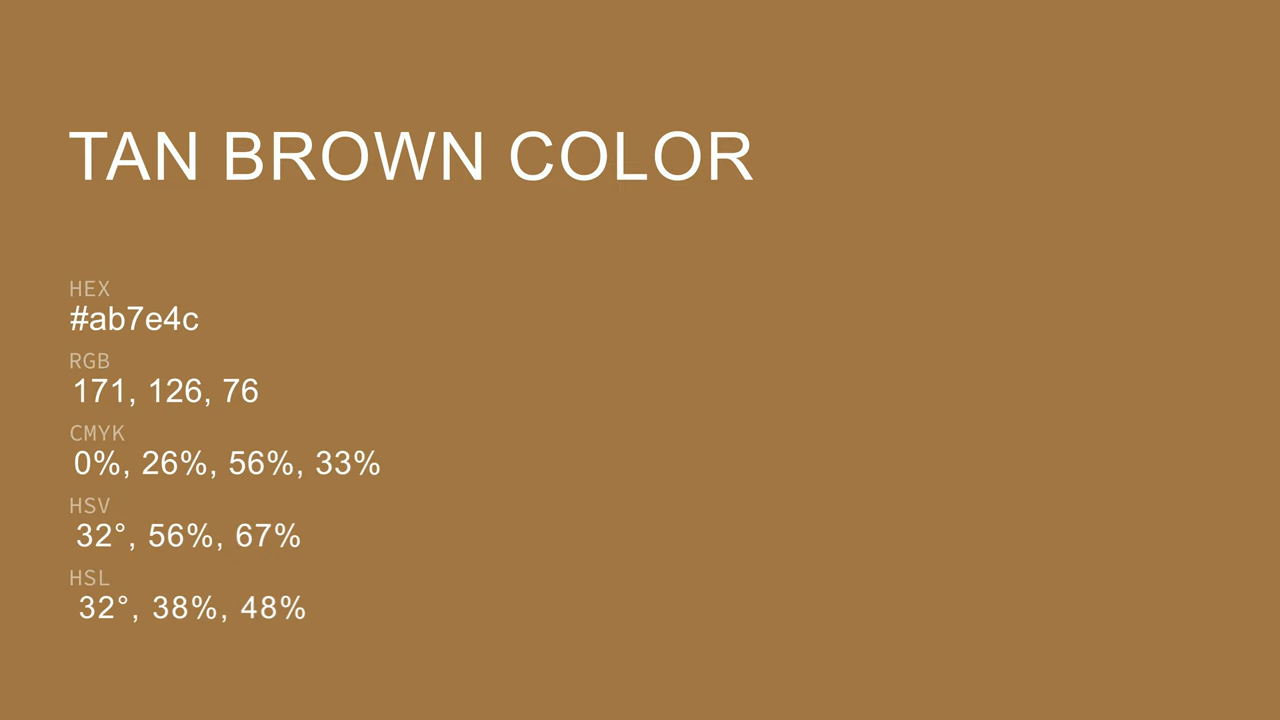 TAN BROWN COLOR
HEX
#ab7e4c
RGB
171, 126, 76
CMYK
0%, 26%, 56%, 33%
HSV
32°, 56%, 67%
HSL
32°, 38%, 48%